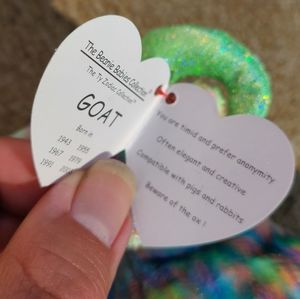 The Beanie Babies Collection®
The Ty Zodiac Collection™
GOAT
Born in
1943 1955
1967 1979
1991
You are timid and prefer anonymity
Often elegant and creative
Compatible with pigs and rabbits
Beware of the ox !